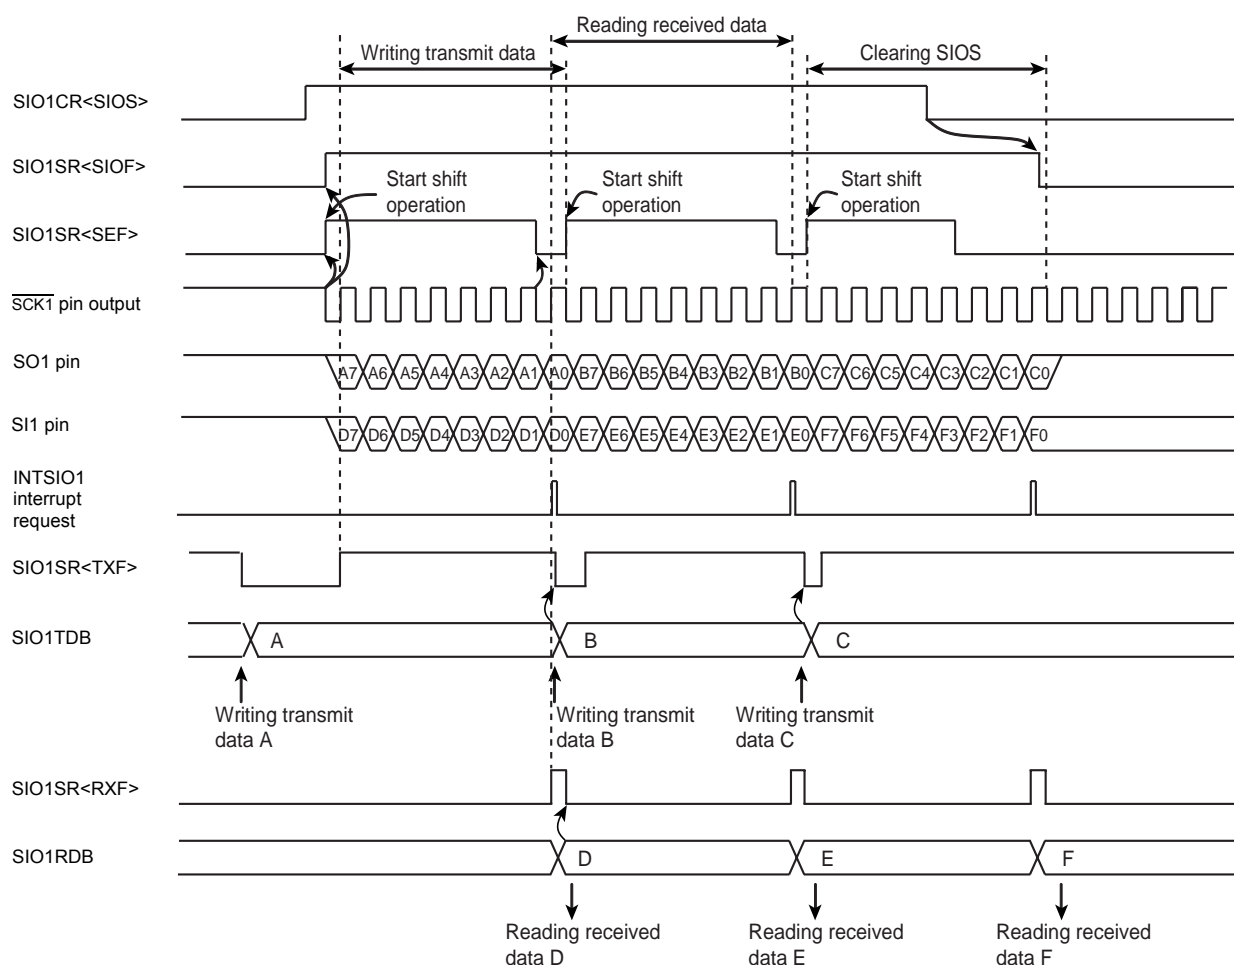 Reading received data
Writing transmit data
Clearing SIOS
SIO1CR<SIOS>
SIO1SR<SIOF>
Start shift
operation
Start shift
operation
Start shift
operation
SIO1SR<SEF>
SCK1 pin output
SO1 pin
A7 A6 A5 A4 A3 A2 A1 A0 B7 B6 B5 B4 B3 B2 B1 B0 C7 C6 C5 C4 C3 C2 C1 C0
SI1 pin
D7 D6 D5 D4 D3 D2 D1 D0 E7 E6 E5 E4 E3 E2 E1 E0 F7 F6 F5 F4 F3 F2 F1 F0
INTSIO1
interrupt
request
SIO1SR<TXF>
SIO1TDB
A B C
Writing transmit
data A
Writing transmit
data B
Writing transmit
data C
SIO1SR<RXF>
SIO1RDB
D E F
Reading received
data D
Reading received
data E
Reading received
data F